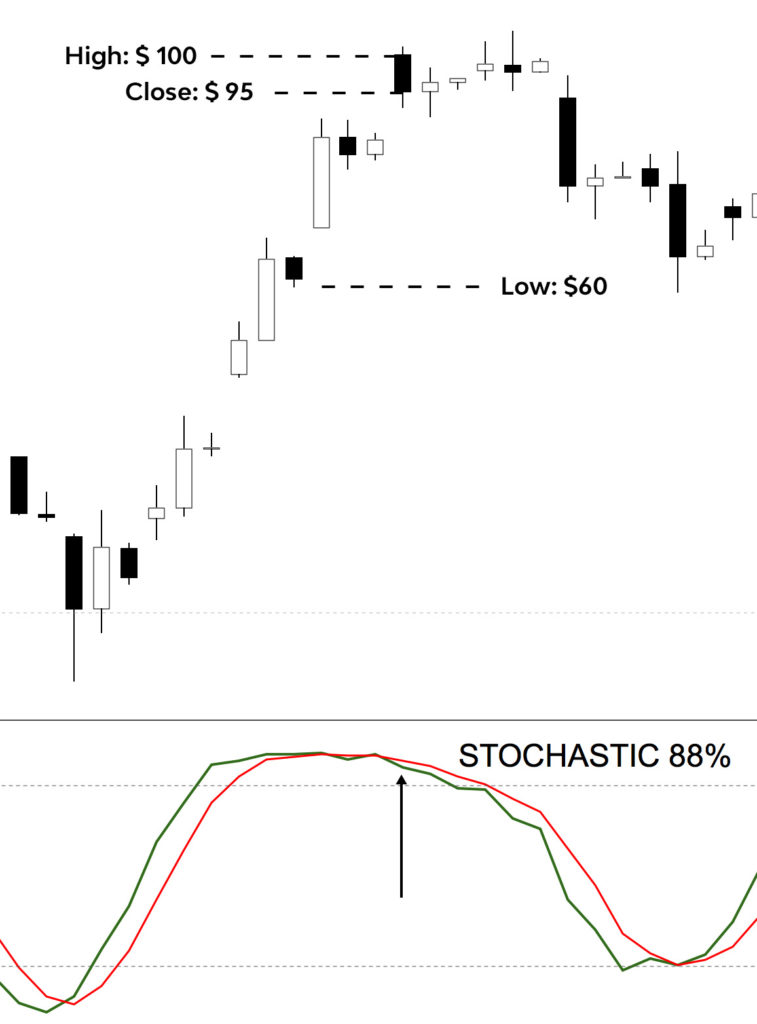 High: $ 100
Close: $ 95
Low: $60
STOCHASTIC 88%